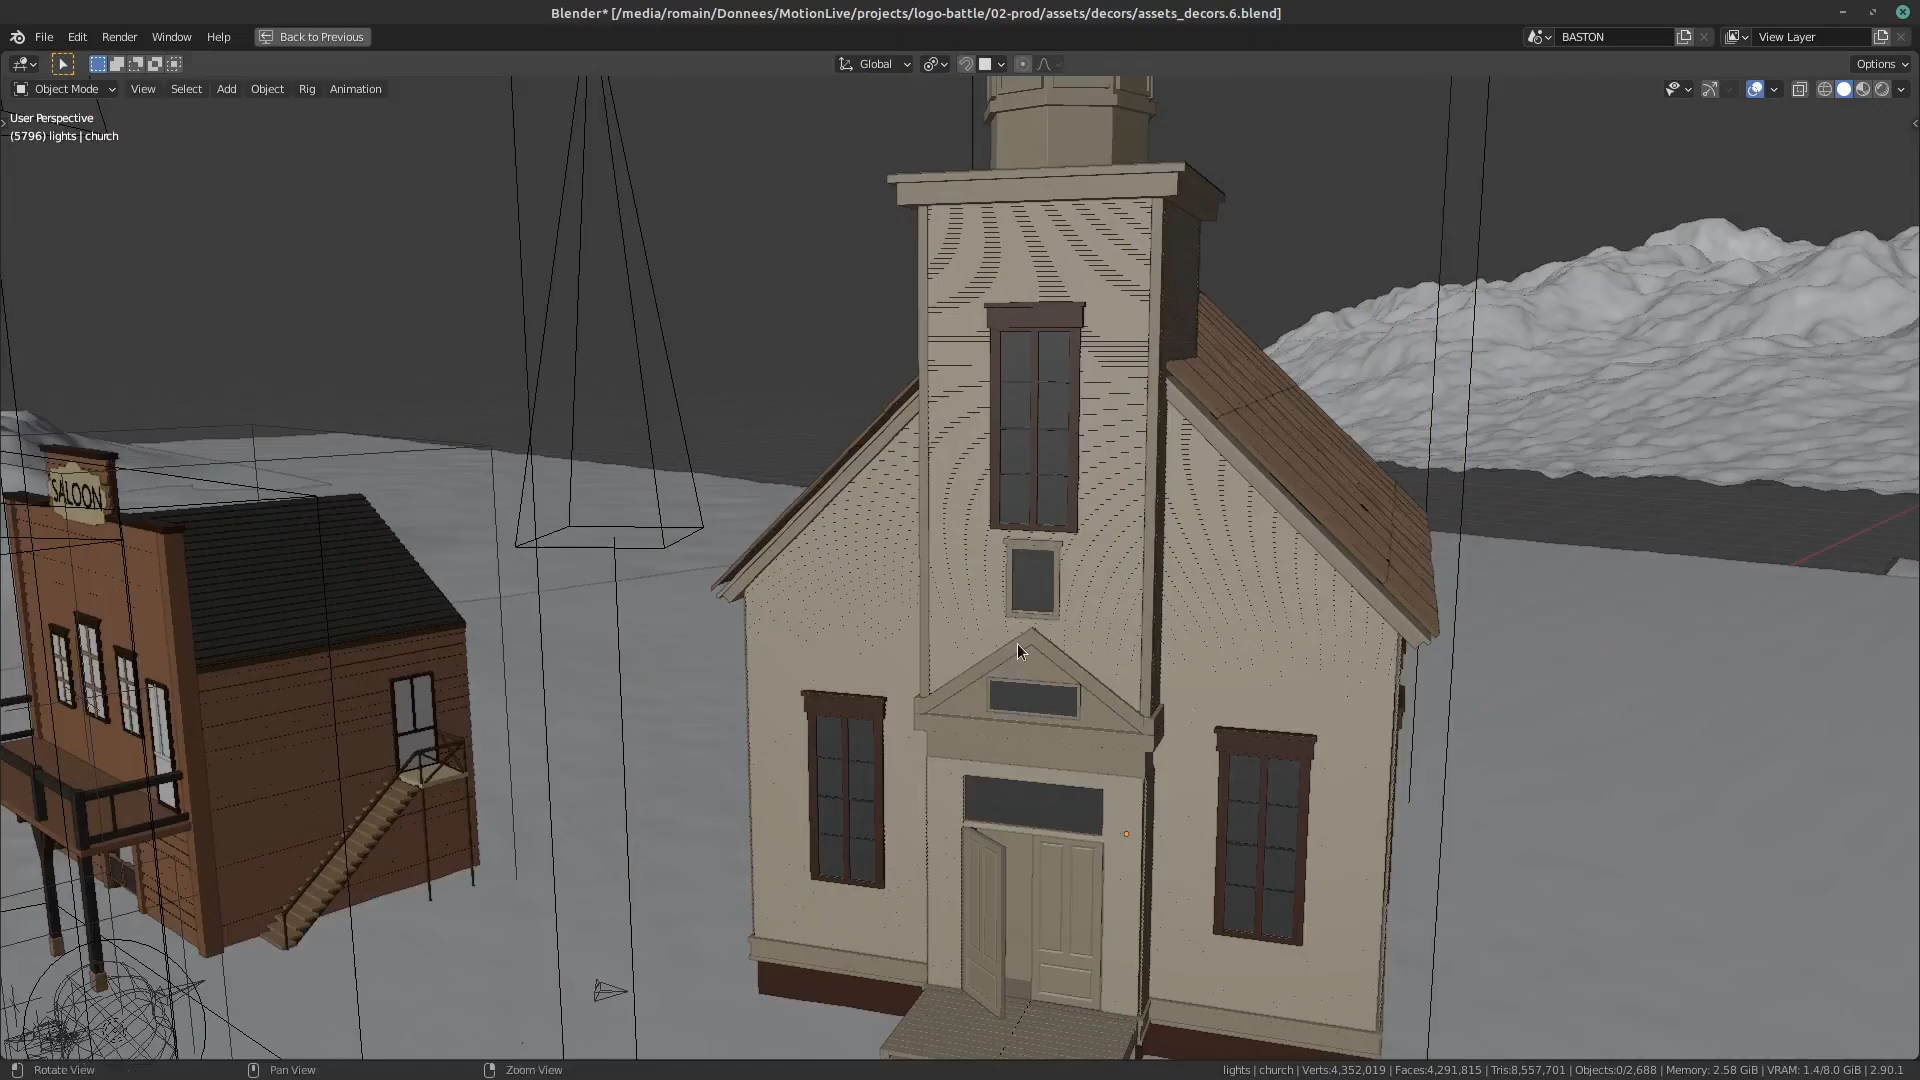 Blender* [/media/romain/Donnees/MotionLive/projects/logo-battle/02-prod/assets/decors/assets_decors.6.blend]
File Edit Render Window Help Back to Previous BASTON View Layer
Global Options
Object Mode View Select Add Object Rig Animation
User Perspective
(5796) lights | church
SALOON
Rotate View Pan View Zoom View lights | church | Verts:4,352,019 | Faces:4,291,815 | Tris:8,557,701 | Objects:0/2,688 | Memory: 2.58 GiB | VRAM: 1.4/8.0 GiB | 2.90.1